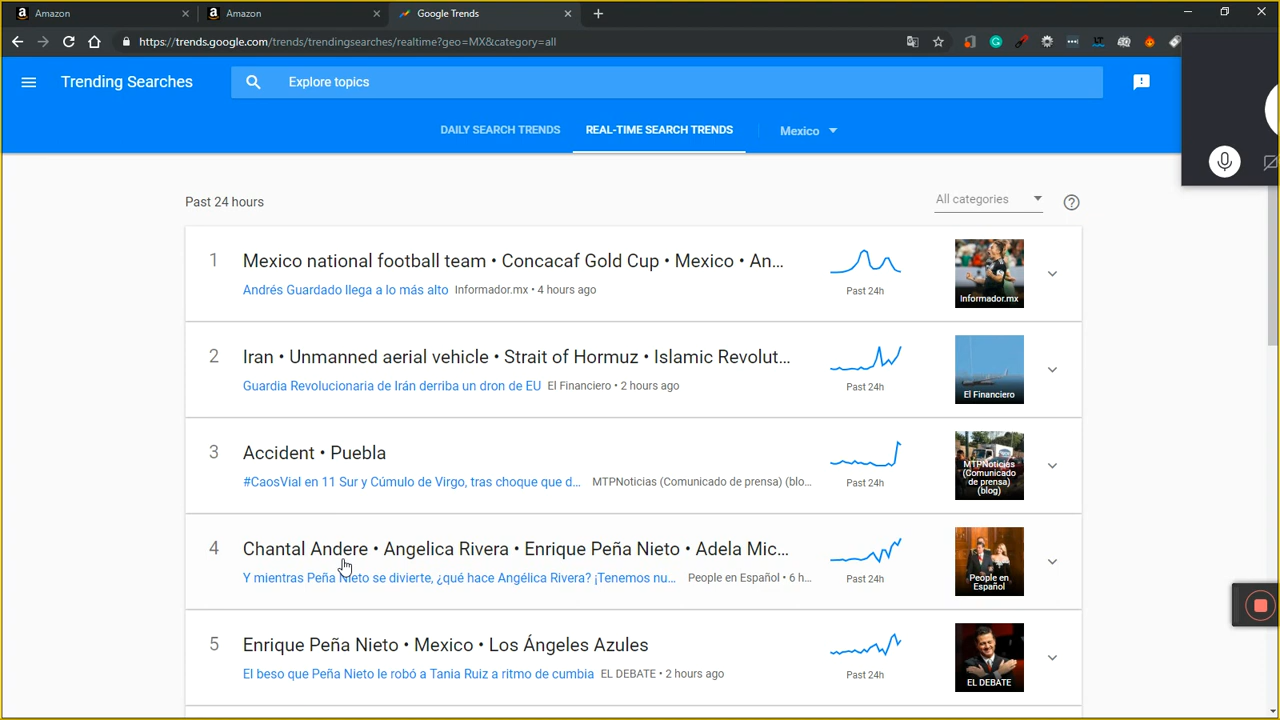 Amazon
Amazon
Google Trends
https://trends.google.com/trends/trendingsearches/realtime?geo=MX&category=all
Trending Searches
Explore topics
DAILY SEARCH TRENDS
REAL-TIME SEARCH TRENDS
Mexico
Past 24 hours
All categories
1
Mexico national football team • Concacaf Gold Cup • Mexico • An...
Andrés Guardado llega a lo más alto Informador.mx • 4 hours ago
Past 24h
Informador.mx
2
Iran • Unmanned aerial vehicle • Strait of Hormuz • Islamic Revolut...
Guardia Revolucionaria de Irán derriba un dron de EU El Financiero • 2 hours ago
Past 24h
El Financiero
3
Accident • Puebla
#CaosVial en 11 Sur y Cúmulo de Virgo, tras choque que d... MTPNoticias (Comunicado de prensa) (blo...
Past 24h
MTPNoticias
(Comunicado
de prensa)
(blog)
4
Chantal Andere • Angelica Rivera • Enrique Peña Nieto • Adela Mic...
Y mientras Peña Nieto se divierte, ¿qué hace Angélica Rivera? ¡Tenemos nu... People en Español • 6 h...
Past 24h
People en
Español
5
Enrique Peña Nieto • Mexico • Los Ángeles Azules
El beso que Peña Nieto le robó a Tania Ruiz a ritmo de cumbia EL DEBATE • 2 hours ago
Past 24h
EL DEBATE